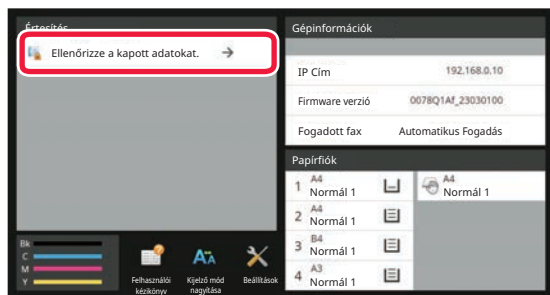 Értesítés
Ellenőrizze a kapott adatokat.
Gépinformációk
IP Cím 192.168.0.10
Firmware verzió 0078Q1Af_23030100
Fogadott fax Automatikus Fogadás
Papírfiók
1 A4
Normál 1
A4
Normál 1
2 A4
Normál 1
3 B4
Normál 1
4 A3
Normál 1
Bk
C
M
Y
Felhasználói
kézikönyv
Kijelző mód
nagyítása
Beállítások